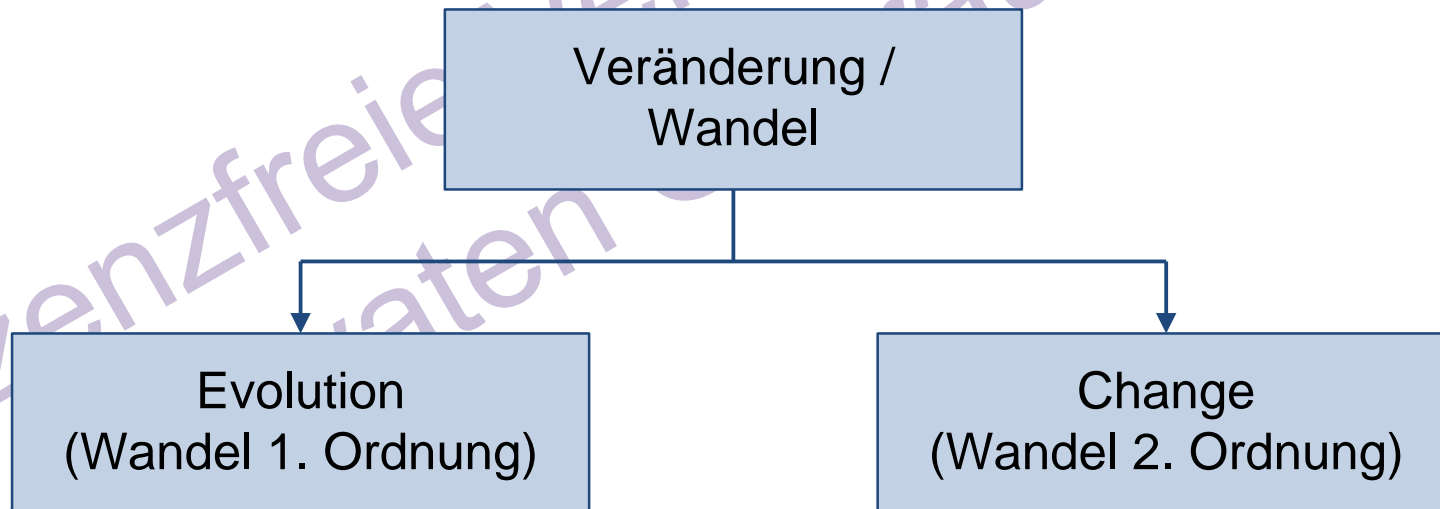 Veränderung /
Wandel
Evolution
(Wandel 1. Ordnung)
Change
(Wandel 2. Ordnung)